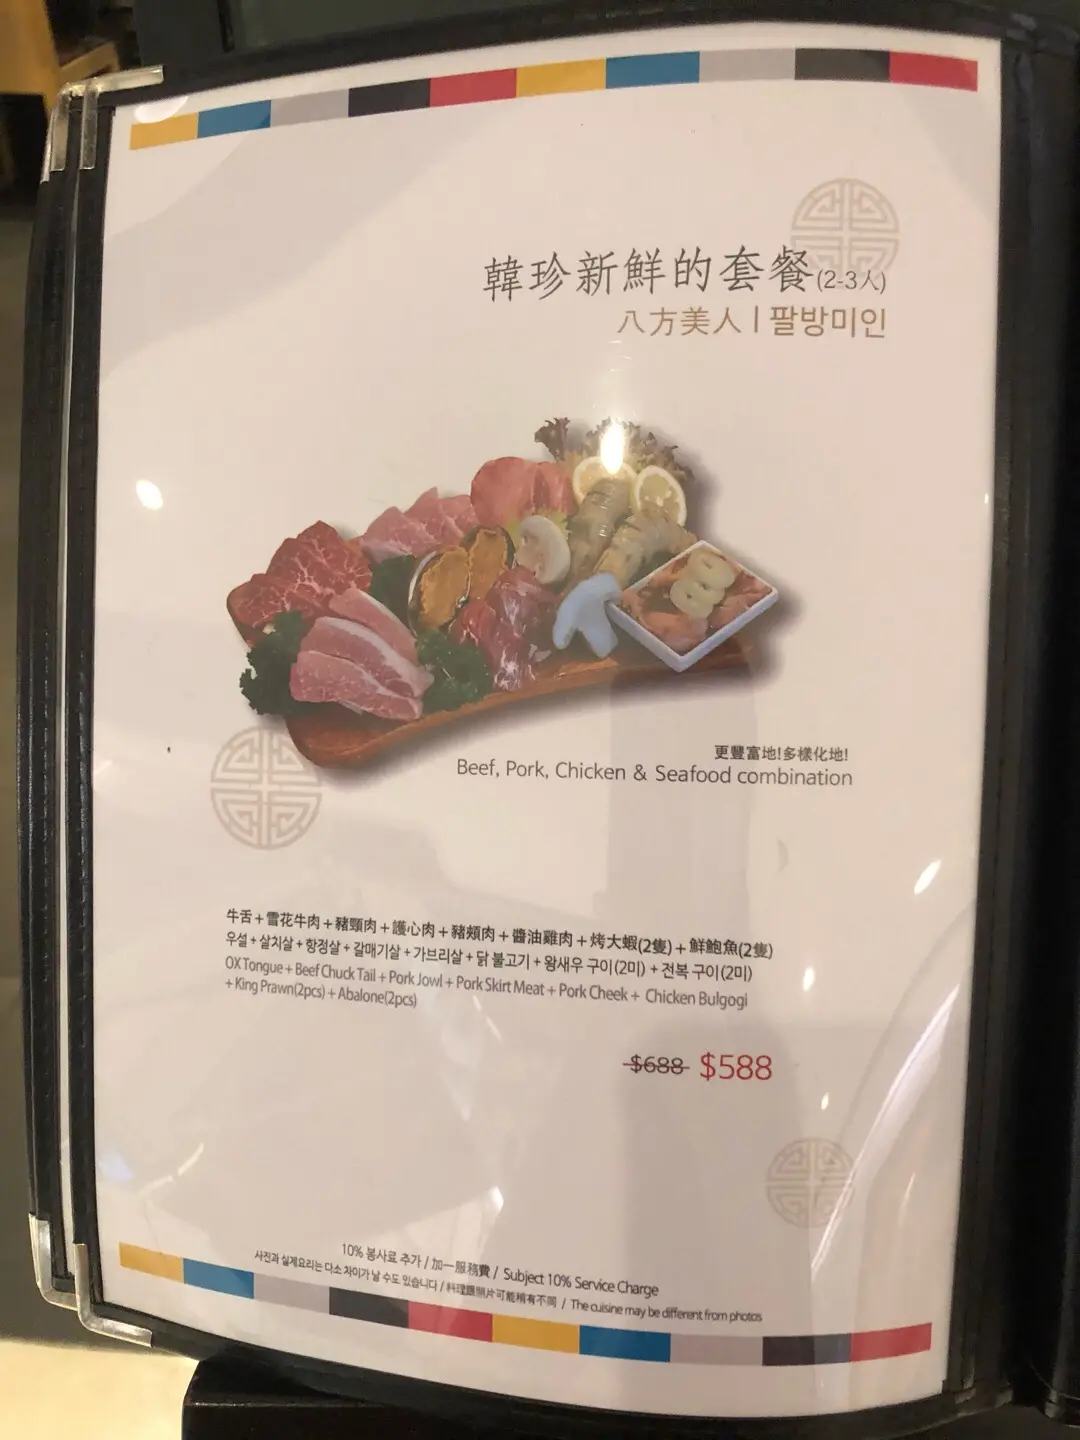 韓珍新鮮的套餐(2-3人)
八方美人 | 팔방미인
更豐富地!多樣化地!
Beef, Pork, Chicken & Seafood combination
牛舌+雪花牛肉+豬頸肉+護心肉+豬頰肉+醬油雞肉+烤大蝦(2隻)+鮮鮑魚(2隻)
우설+살치살+항정살+갈매기살+가브리살+닭 불고기+왕새우 구이(2미)+전복 구이(2미)
OX Tongue + Beef Chuck Tail + Pork Jowl + Pork Skirt Meat + Pork Cheek + Chicken Bulgogi
+ King Prawn(2pcs) + Abalone(2pcs)
$688 $588
10% 봉사료 추가 / 加一服務費 / Subject 10% Service Charge
사진과 실제요리는 다소 차이가 날 수도 있습니다 / 料理跟照片可能稍有不同 / The cuisine may be different from photos